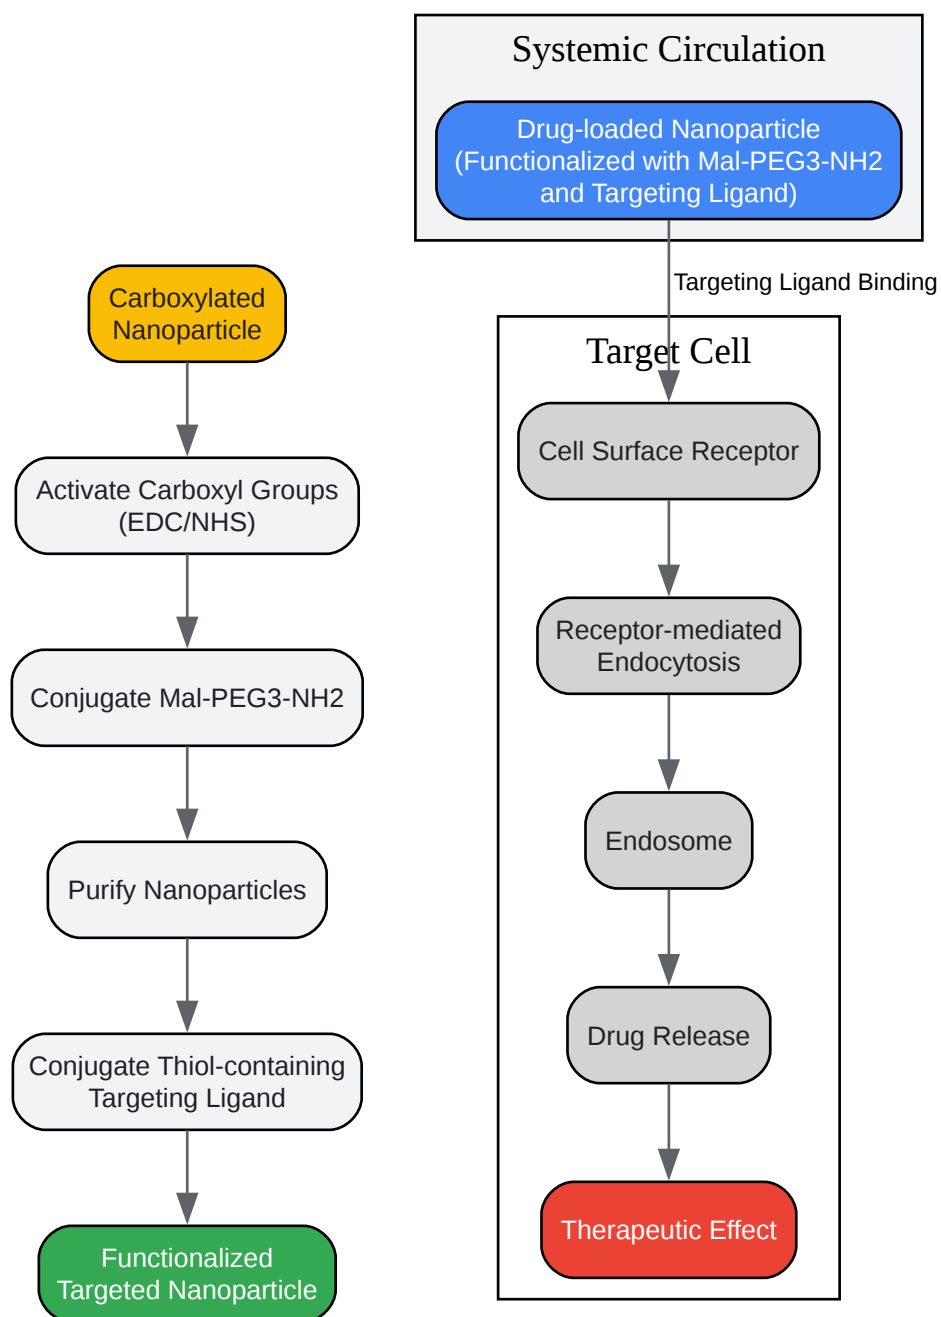 Systemic Circulation
Drug-loaded Nanoparticle
(Functionalized with Mal-PEG3-NH2
and Targeting Ligand)
Targeting Ligand Binding
Target Cell
Cell Surface Receptor
Receptor-mediated
Endocytosis
Endosome
Drug Release
Therapeutic Effect
Carboxylated
Nanoparticle
Activate Carboxyl Groups
(EDC/NHS)
Conjugate Mal-PEG3-NH2
Purify Nanoparticles
Conjugate Thiol-containing
Targeting Ligand
Functionalized
Targeted Nanoparticle